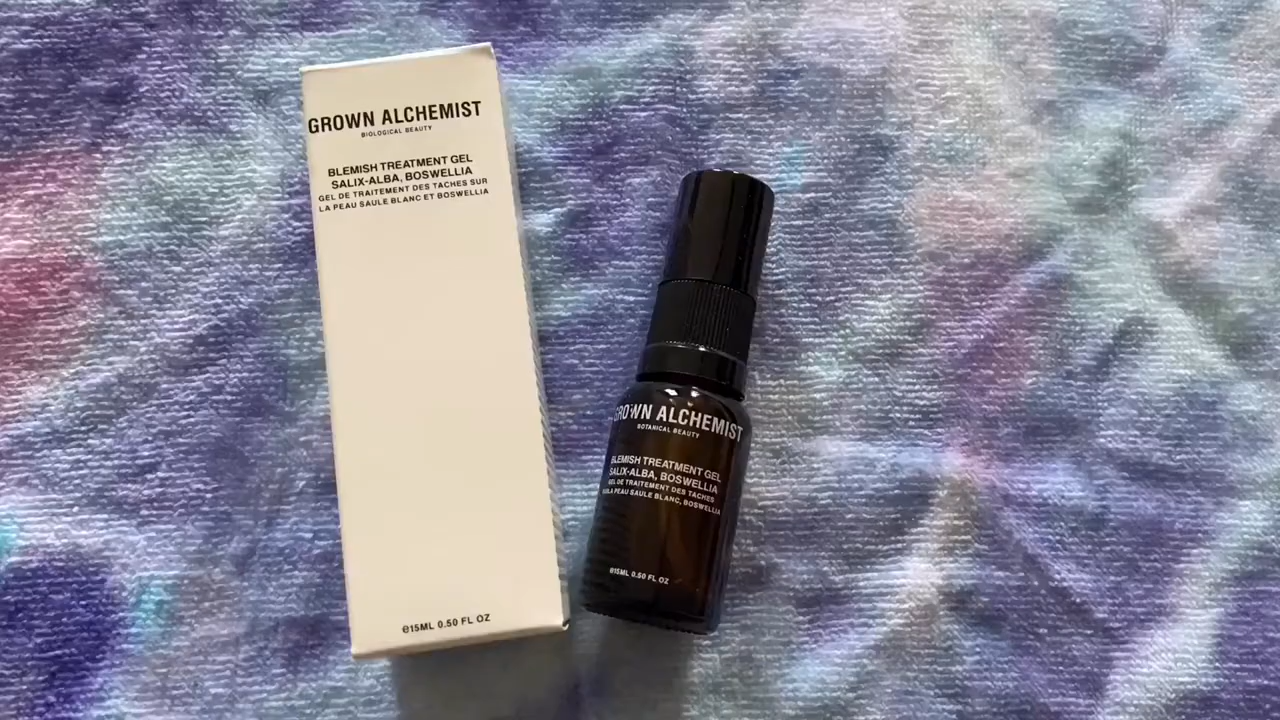 GROWN ALCHEMIST
BIOLOGICAL BEAUTY
BLEMISH TREATMENT GEL
SALIX-ALBA, BOSWELLIA
GEL DE TRAITEMENT DES TACHES SUR
LA PEAU SAULE BLANC ET BOSWELLIA
℮15ML 0.50 FL OZ
GROWN ALCHEMIST
BOTANICAL BEAUTY
BLEMISH TREATMENT GEL
SALIX-ALBA, BOSWELLIA
GEL DE TRAITEMENT DES TACHES
LA PEAU SAULE BLANC, BOSWELLIA
℮15ML 0.50 FL OZ